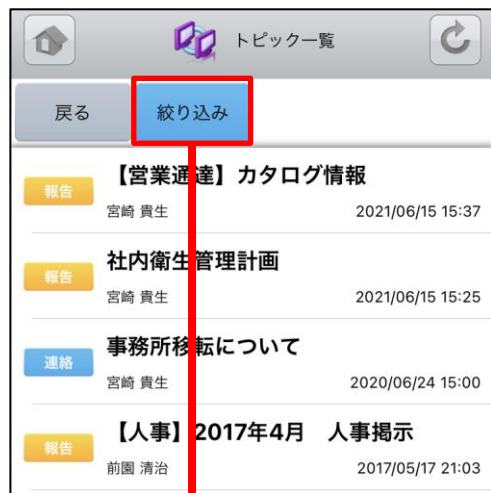 トピック一覧
戻る
絞り込み
報告
【営業通達】カタログ情報
宮崎 貴生 2021/06/15 15:37
報告
社内衛生管理計画
宮崎 貴生 2021/06/15 15:25
連絡
事務所移転について
宮崎 貴生 2020/06/24 15:00
報告
【人事】2017年4月　人事掲示
前園 清治 2017/05/17 21:03